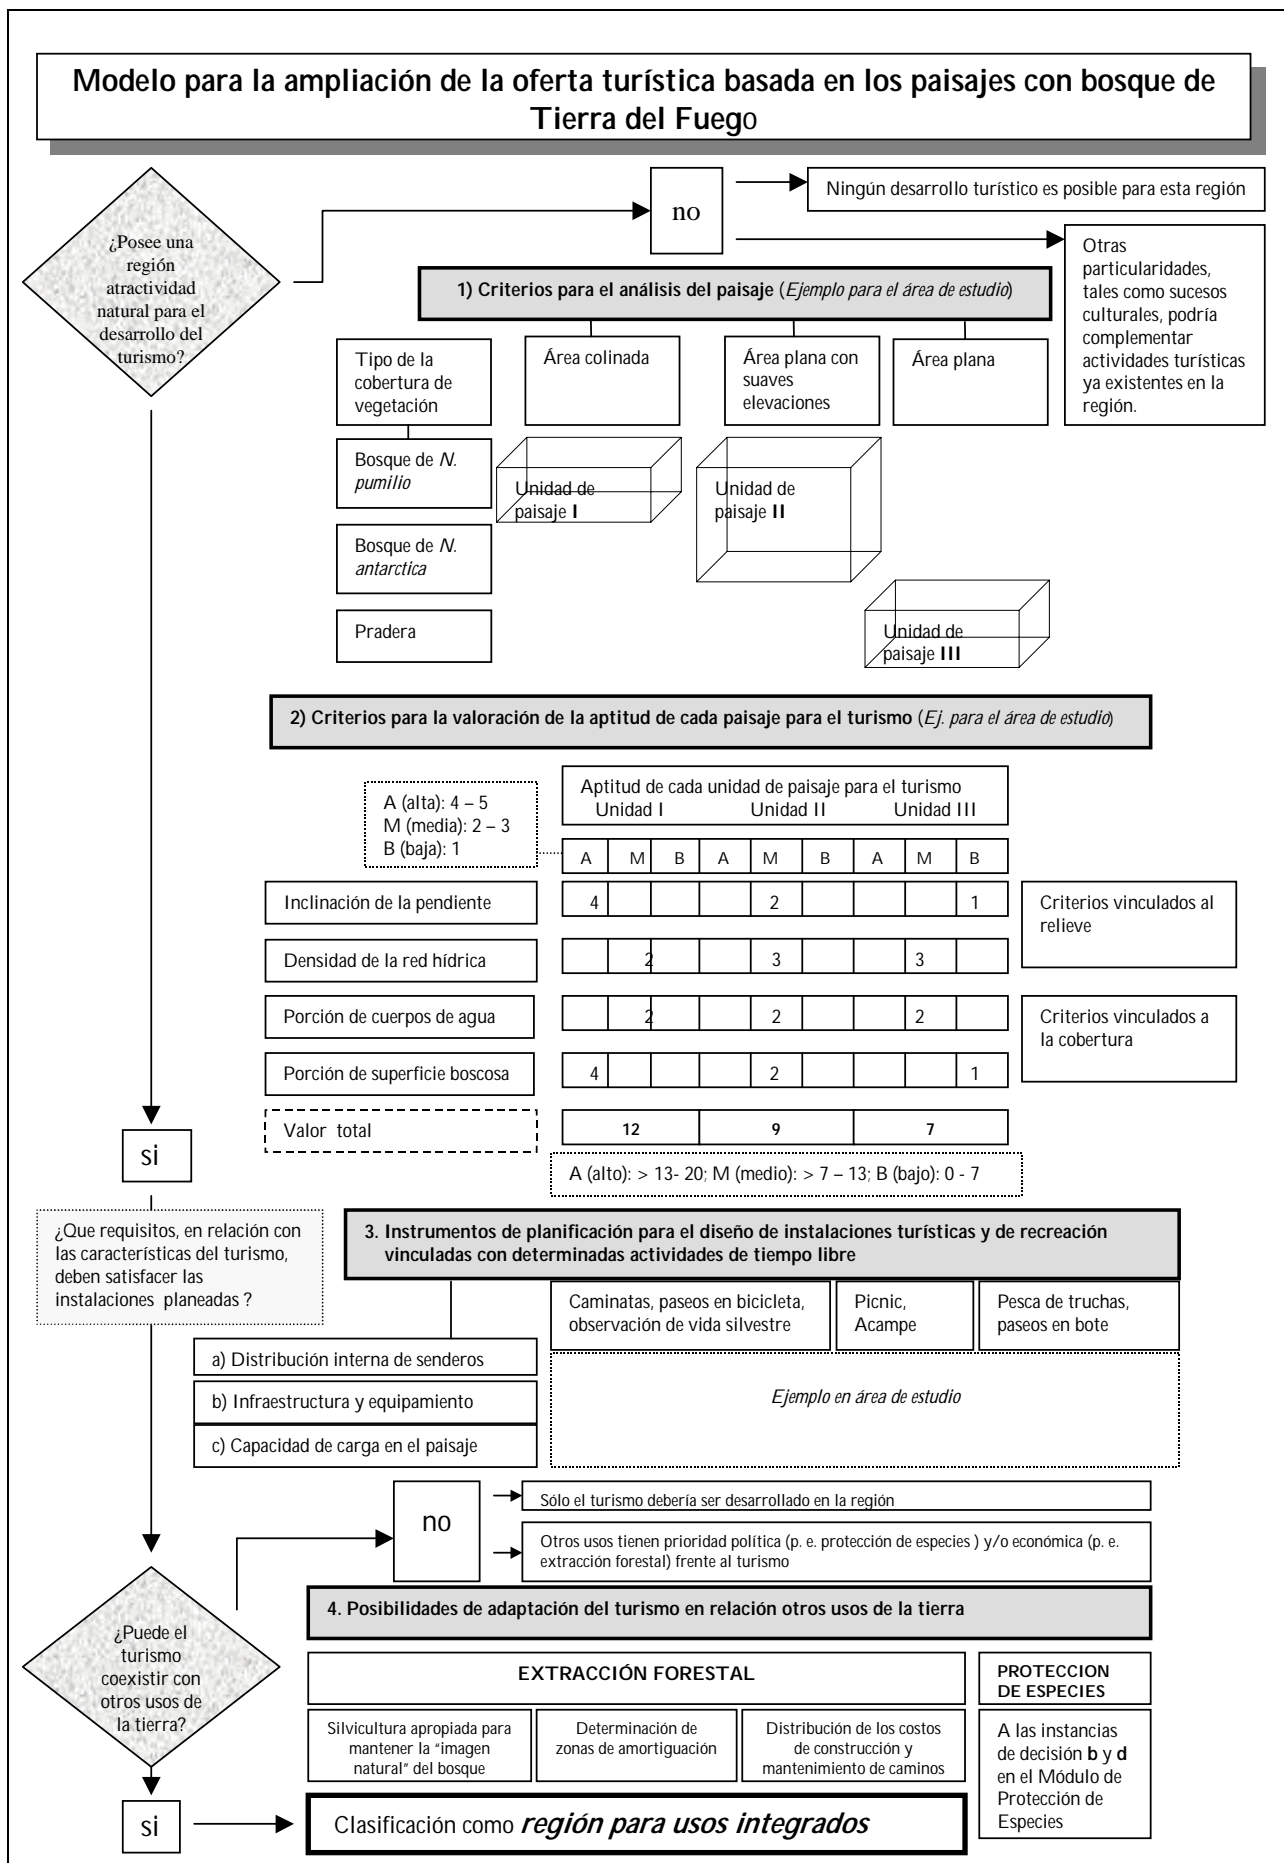 Modelo para la ampliación de la oferta turística basada en los paisajes con bosque de
Tierra del Fuego
¿Posee una
región
atractividad
natural para el
desarrollo del
turismo?
no
Ningún desarrollo turístico es posible para esta región
Otras
particularidades,
tales como sucesos
culturales, podría
complementar
actividades turísticas
ya existentes en la
región.
1) Criterios para el análisis del paisaje (Ejemplo para el área de estudio)
Tipo de la
cobertura de
vegetación
Área colinada
Área plana con
suaves
elevaciones
Área plana
Bosque de N.
pumilio
Unidad de
paisaje I
Unidad de
paisaje II
Bosque de N.
antarctica
Pradera
Unidad de
paisaje III
2) Criterios para la valoración de la aptitud de cada paisaje para el turismo (Ej. para el área de estudio)
A (alta): 4 – 5
M (media): 2 – 3
B (baja): 1
Aptitud de cada unidad de paisaje para el turismo
Unidad I Unidad II Unidad III
A M B A M B A M B
Inclinación de la pendiente 4 2 1
Criterios vinculados al
relieve
Densidad de la red hídrica 2 3 3
Porción de cuerpos de agua 2 2 2
Criterios vinculados a
la cobertura
Porción de superficie boscosa 4 2 1
Valor total 12 9 7
A (alto): > 13- 20; M (medio): > 7 – 13; B (bajo): 0 - 7
si
¿Que requisitos, en relación con
las características del turismo,
deben satisfacer las
instalaciones planeadas ?
3. Instrumentos de planificación para el diseño de instalaciones turísticas y de recreación
vinculadas con determinadas actividades de tiempo libre
Caminatas, paseos en bicicleta,
observación de vida silvestre
Picnic,
Acampe
Pesca de truchas,
paseos en bote
a) Distribución interna de senderos
b) Infraestructura y equipamiento
c) Capacidad de carga en el paisaje
Ejemplo en área de estudio
no
Sólo el turismo debería ser desarrollado en la región
Otros usos tienen prioridad política (p. e. protección de especies ) y/o económica (p. e.
extracción forestal) frente al turismo
¿Puede el
turismo
coexistir con
otros usos de
la tierra?
4. Posibilidades de adaptación del turismo en relación otros usos de la tierra
EXTRACCIÓN FORESTAL
PROTECCION
DE ESPECIES
Silvicultura apropiada para
mantener la "imagen
natural" del bosque
Determinación de
zonas de amortiguación
Distribución de los costos
de construcción y
mantenimiento de caminos
A las instancias
de decisión b y d
en el Módulo de
Protección de
Especies
si
Clasificación como región para usos integrados